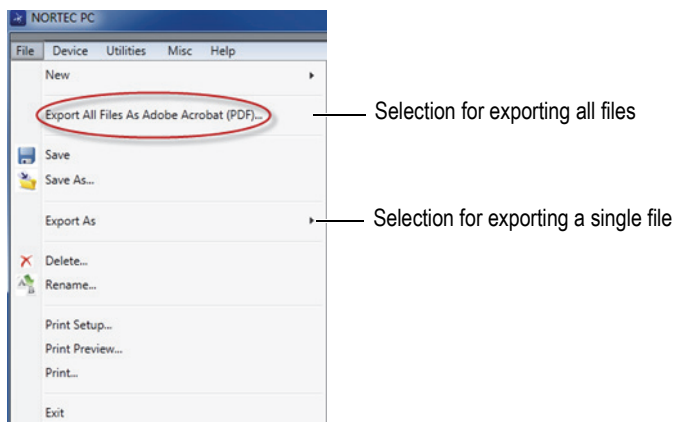 NORTEC PC
File Device Utilities Misc Help
New
Export All Files As Adobe Acrobat (PDF)...
Selection for exporting all files
Save
Save As...
Export As
Selection for exporting a single file
Delete...
Rename...
Print Setup...
Print Preview...
Print...
Exit